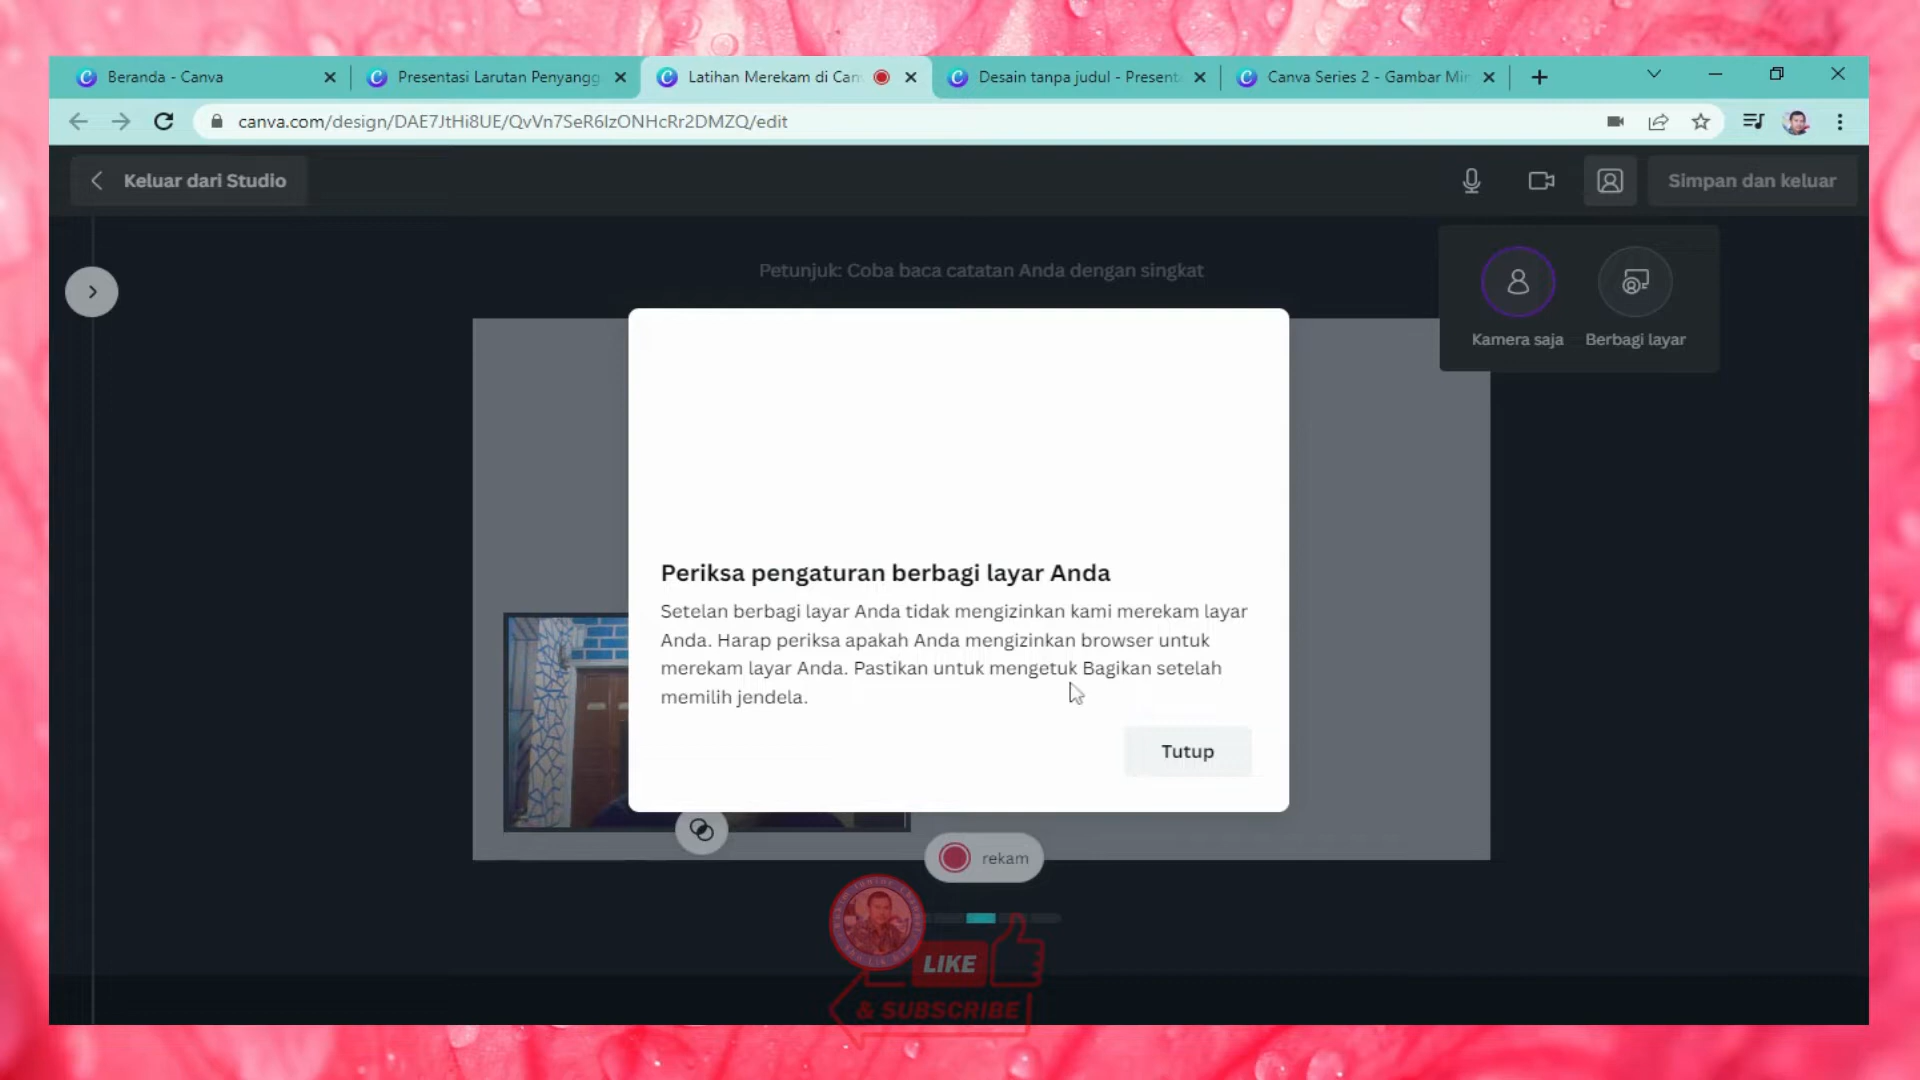 Beranda - Canva
Presentasi Larutan Penyangg
Latihan Merekam di Can
Desain tanpa judul - Present
Canva Series 2 - Gambar Min
canva.com/design/DAE7JtHi8UE/QvVn7SeR6IzONHcRr2DMZQ/edit
Keluar dari Studio
Simpan dan keluar
Petunjuk: Coba baca catatan Anda dengan singkat
Kamera saja
Berbagi layar
Periksa pengaturan berbagi layar Anda
Setelan berbagi layar Anda tidak mengizinkan kami merekam layar
Anda. Harap periksa apakah Anda mengizinkan browser untuk
merekam layar Anda. Pastikan untuk mengetuk Bagikan setelah
memilih jendela.
Tutup
rekam
LIKE
& SUBSCRIBE